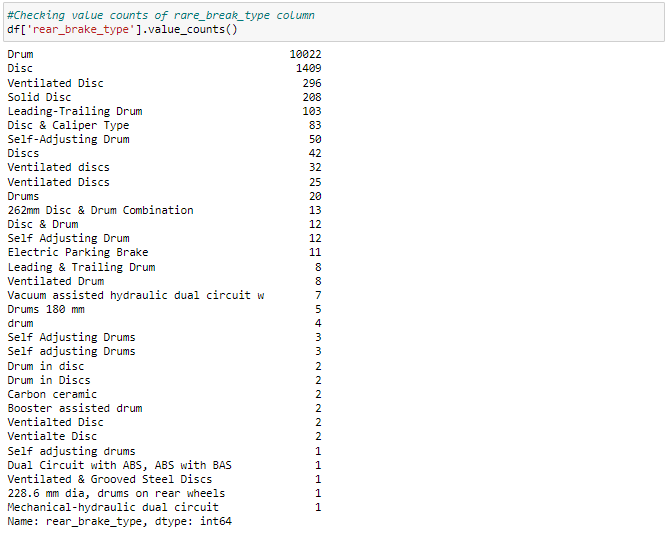 #Checking value counts of rare_break_type column
df['rear_brake_type'].value_counts()
Drum 10022
Disc 1409
Ventilated Disc 296
Solid Disc 208
Leading-Trailing Drum 103
Disc & Caliper Type 83
Self-Adjusting Drum 50
Discs 42
Ventilated discs 32
Ventilated Discs 25
Drums 20
262mm Disc & Drum Combination 13
Disc & Drum 12
Self Adjusting Drum 12
Electric Parking Brake 11
Leading & Trailing Drum 8
Ventilated Drum 8
Vacuum assisted hydraulic dual circuit w 7
Drums 180 mm 5
drum 4
Self Adjusting Drums 3
Self adjusting Drums 3
Drum in disc 2
Drum in Discs 2
Carbon ceramic 2
Booster assisted drum 2
Ventialted Disc 2
Ventialte Disc 2
Self adjusting drums 1
Dual Circuit with ABS, ABS with BAS 1
Ventilated & Grooved Steel Discs 1
228.6 mm dia, drums on rear wheels 1
Mechanical-hydraulic dual circuit 1
Name: rear_brake_type, dtype: int64